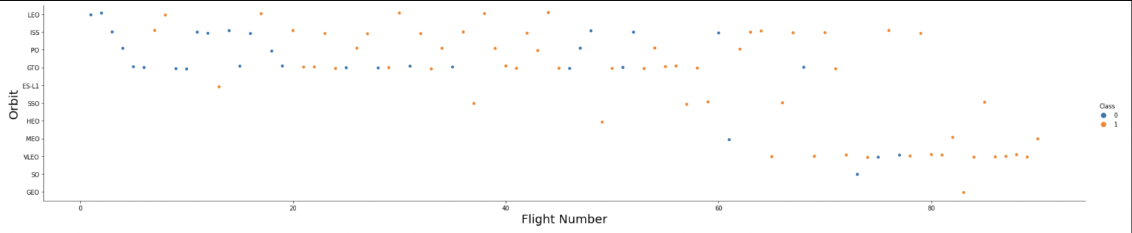 LEO
ISS
PO
GTO
ES-L1
SSO
HEO
MEO
VLEO
SO
GEO
Orbit
0 20 40 60 80
Flight Number
Class
0
1